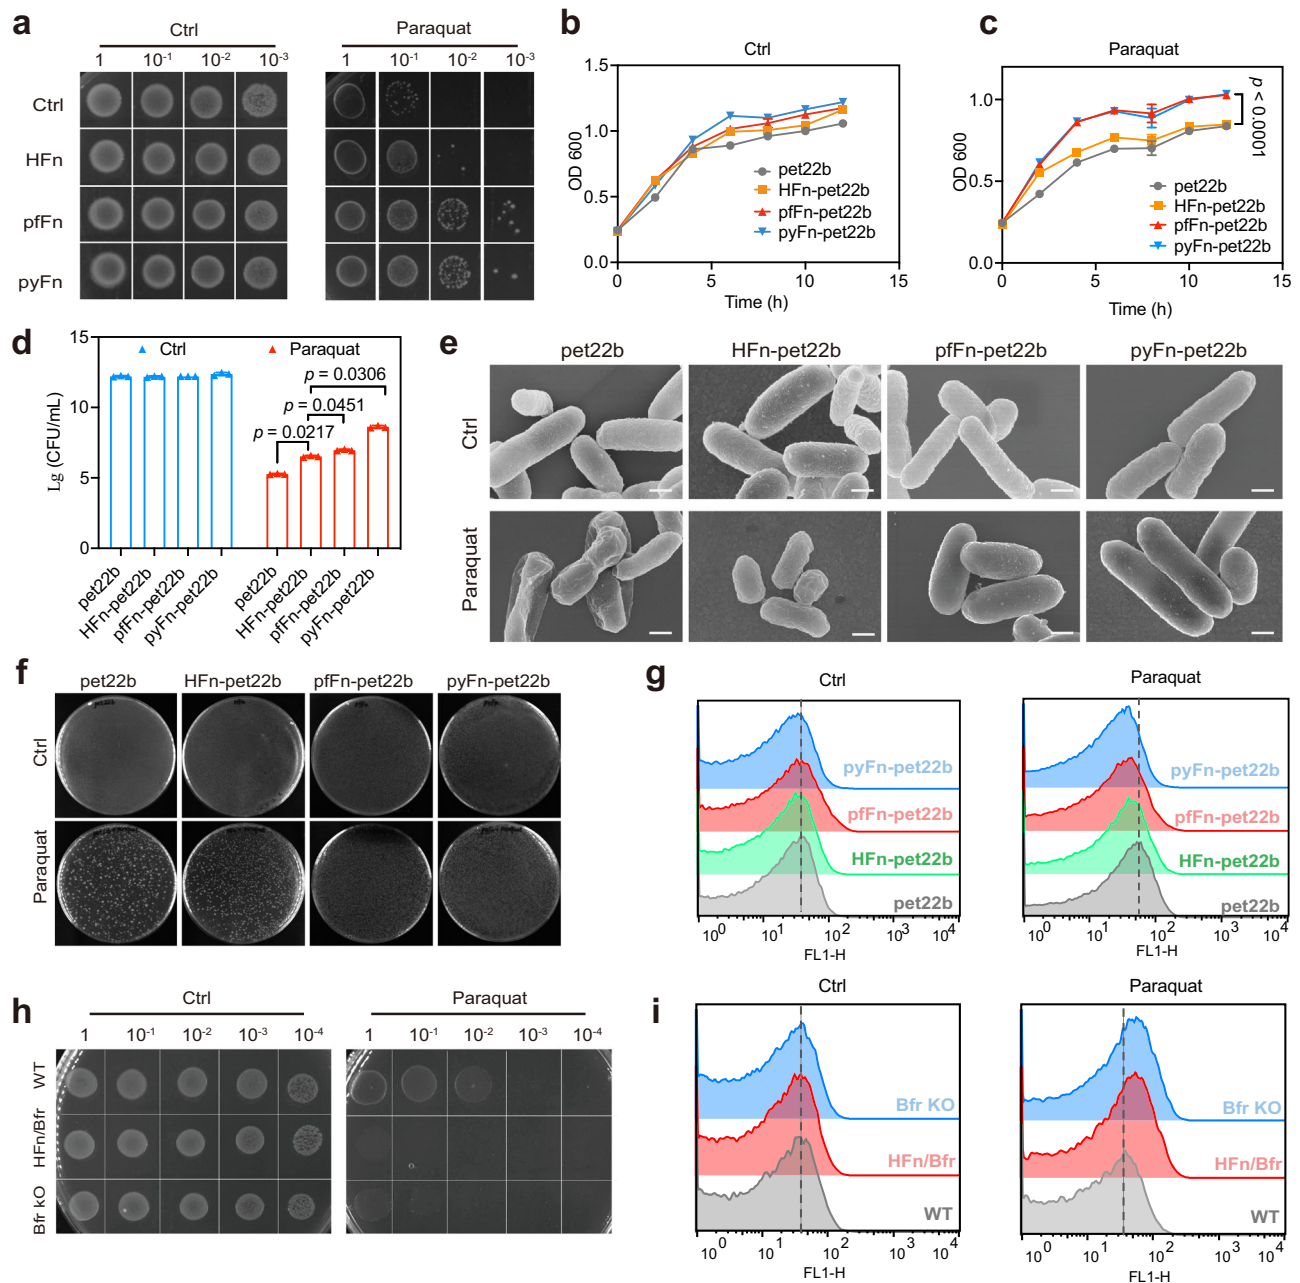 a
Ctrl
Paraquat
1 10⁻¹ 10⁻² 10⁻³
1 10⁻¹ 10⁻² 10⁻³
Ctrl
HFn
pfFn
pyFn
b
Ctrl
OD 600
1.5
1.0
0.5
0.0
0 5 10 15
Time (h)
pet22b
HFn-pet22b
pfFn-pet22b
pyFn-pet22b
c
Paraquat
OD 600
1.0
0.5
0.0
0 5 10 15
Time (h)
p < 0.0001
pet22b
HFn-pet22b
pfFn-pet22b
pyFn-pet22b
d
Lg (CFU/mL)
15
10
5
0
Ctrl
Paraquat
p = 0.0306
p = 0.0451
p = 0.0217
pet22b
HFn-pet22b
pfFn-pet22b
pyFn-pet22b
pet22b
HFn-pet22b
pfFn-pet22b
pyFn-pet22b
e
pet22b HFn-pet22b pfFn-pet22b pyFn-pet22b
Ctrl
Paraquat
f
pet22b HFn-pet22b pfFn-pet22b pyFn-pet22b
Ctrl
Paraquat
g
Ctrl
pyFn-pet22b
pfFn-pet22b
HFn-pet22b
pet22b
10⁰ 10¹ 10² 10³ 10⁴
FL1-H
Paraquat
pyFn-pet22b
pfFn-pet22b
HFn-pet22b
pet22b
10⁰ 10¹ 10² 10³ 10⁴
FL1-H
h
Ctrl
Paraquat
1 10⁻¹ 10⁻² 10⁻³ 10⁻⁴
1 10⁻¹ 10⁻² 10⁻³ 10⁻⁴
WT
HFn/Bfr
Bfr kO
i
Ctrl
Bfr KO
HFn/Bfr
WT
10⁰ 10¹ 10² 10³ 10⁴
FL1-H
Paraquat
Bfr KO
HFn/Bfr
WT
10⁰ 10¹ 10² 10³ 10⁴
FL1-H